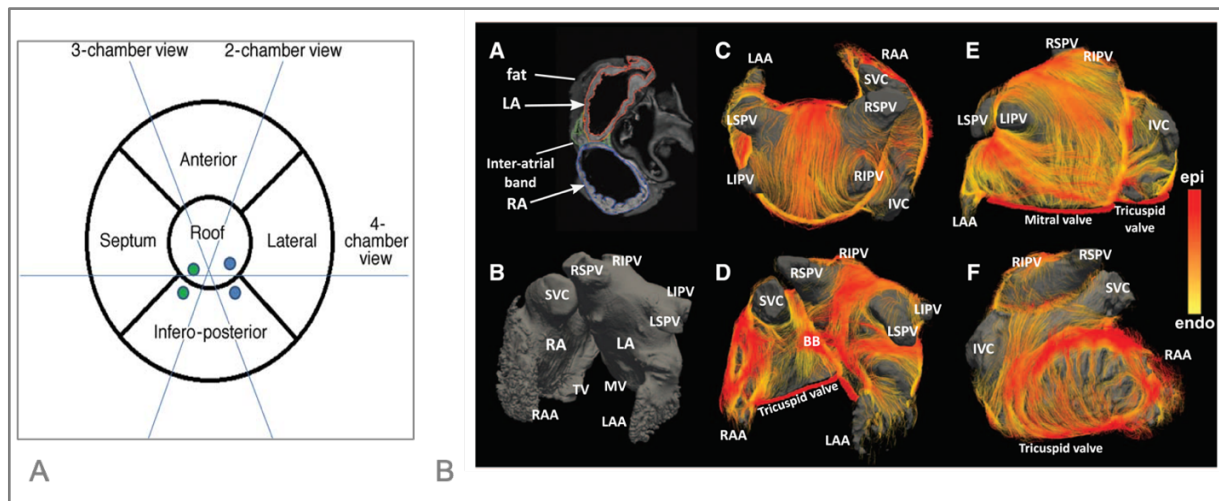 3-chamber view
2-chamber view
Anterior
Septum
Roof
Lateral
4-
chamber
view
Infero-posterior
A
B
A
fat
LA
Inter-atrial
band
RA
C
LAA
RAA
SVC
RSPV
LSPV
LIPV
RIPV
IVC
E
RSPV
RIPV
LSPV
LIPV
IVC
LAA
Mitral valve
Tricuspid
valve
epi
endo
B
RIPV
RSPV
SVC
LIPV
LSPV
RA
LA
TV
MV
RAA
LAA
D
RIPV
RSPV
SVC
LIPV
LSPV
BB
Tricuspid valve
RAA
LAA
F
RIPV
RSPV
SVC
IVC
RAA
Tricuspid valve